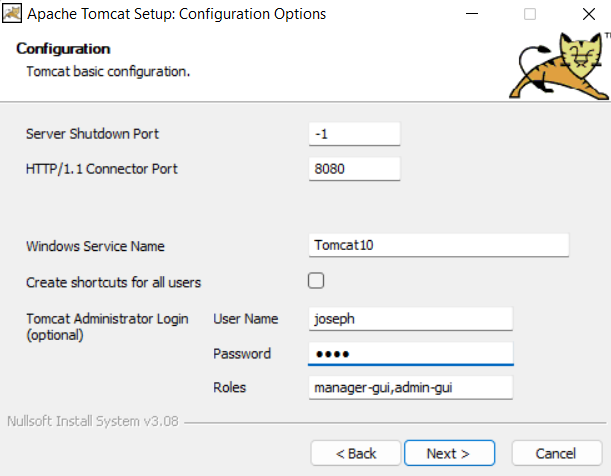 Apache Tomcat Setup: Configuration Options
Configuration
Tomcat basic configuration.
TM
Server Shutdown Port -1
HTTP/1.1 Connector Port 8080
Windows Service Name Tomcat10
Create shortcuts for all users
Tomcat Administrator Login User Name joseph
(optional)
Password ●●●●
Roles manager-gui,admin-gui
Nullsoft Install System v3.08
< Back Next > Cancel